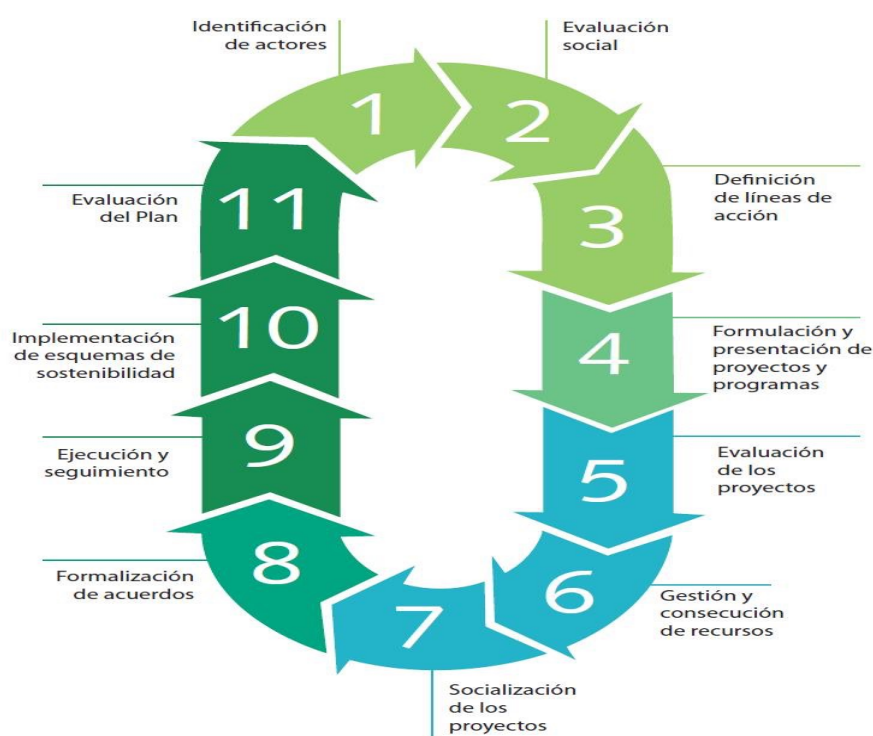 1
Identificación
de actores
2
Evaluación
social
3
Definición
de líneas de
acción
4
Formulación y
presentación de
proyectos y
programas
5
Evaluación
de los
proyectos
6
Gestión y
consecución
de recursos
7
Socialización
de los
proyectos
8
Formalización
de acuerdos
9
Ejecución y
seguimiento
10
Implementación
de esquemas de
sostenibilidad
11
Evaluación
del Plan